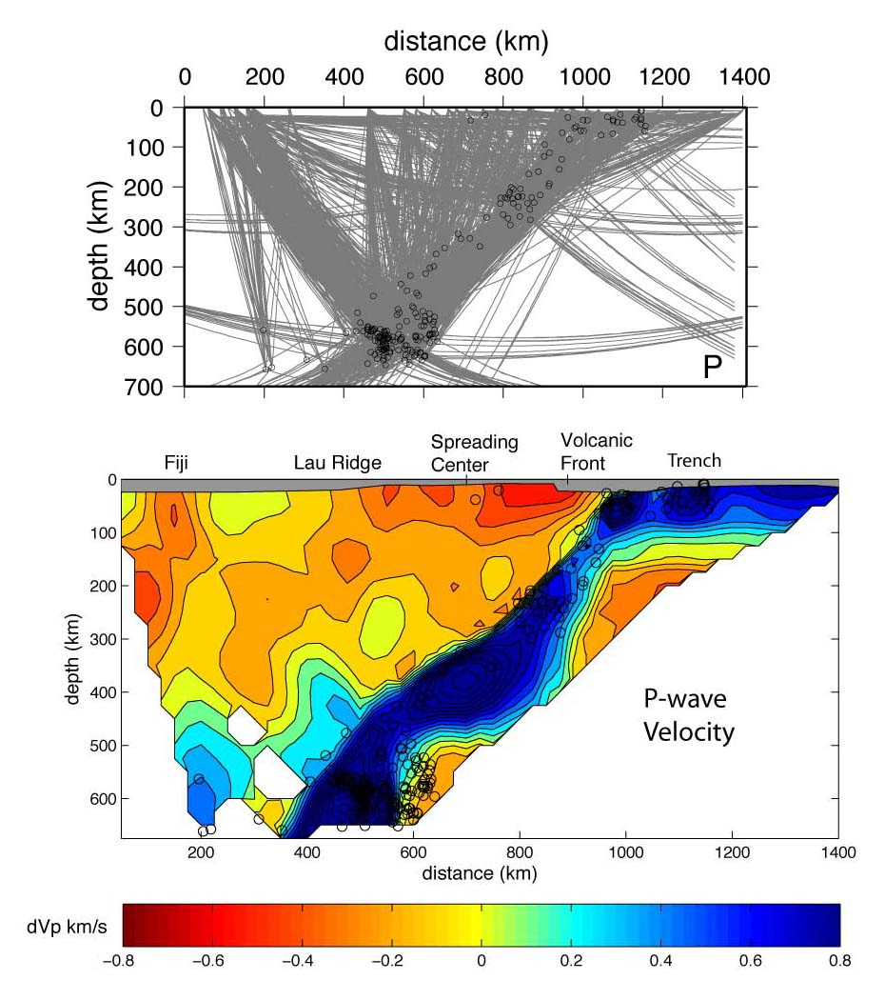 distance (km)
0 200 400 600 800 1000 1200 1400
0
100
200
300
400
500
600
700
depth (km)
P
Fiji Lau Ridge Spreading Center Volcanic Front Trench
0
100
200
300
400
500
600
depth (km)
P-wave
Velocity
200 400 600 800 1000 1200 1400
distance (km)
dVp km/s
−0.8 −0.6 −0.4 −0.2 0 0.2 0.4 0.6 0.8